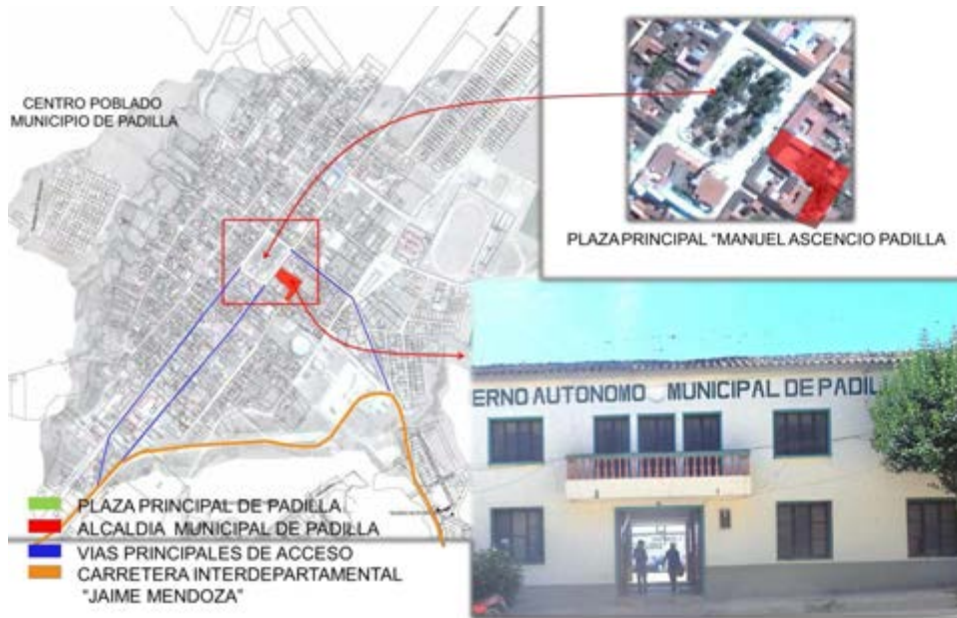 CENTRO POBLADO
MUNICIPIO DE PADILLA
PLAZA PRINCIPAL “MANUEL ASCENCIO PADILLA
ERNO AUTONOMO MUNICIPAL DE PADIL
PLAZA PRINCIPAL DE PADILLA
ALCALDIA MUNICIPAL DE PADILLA
VIAS PRINCIPALES DE ACCESO
CARRETERA INTERDEPARTAMENTAL
“JAIME MENDOZA”